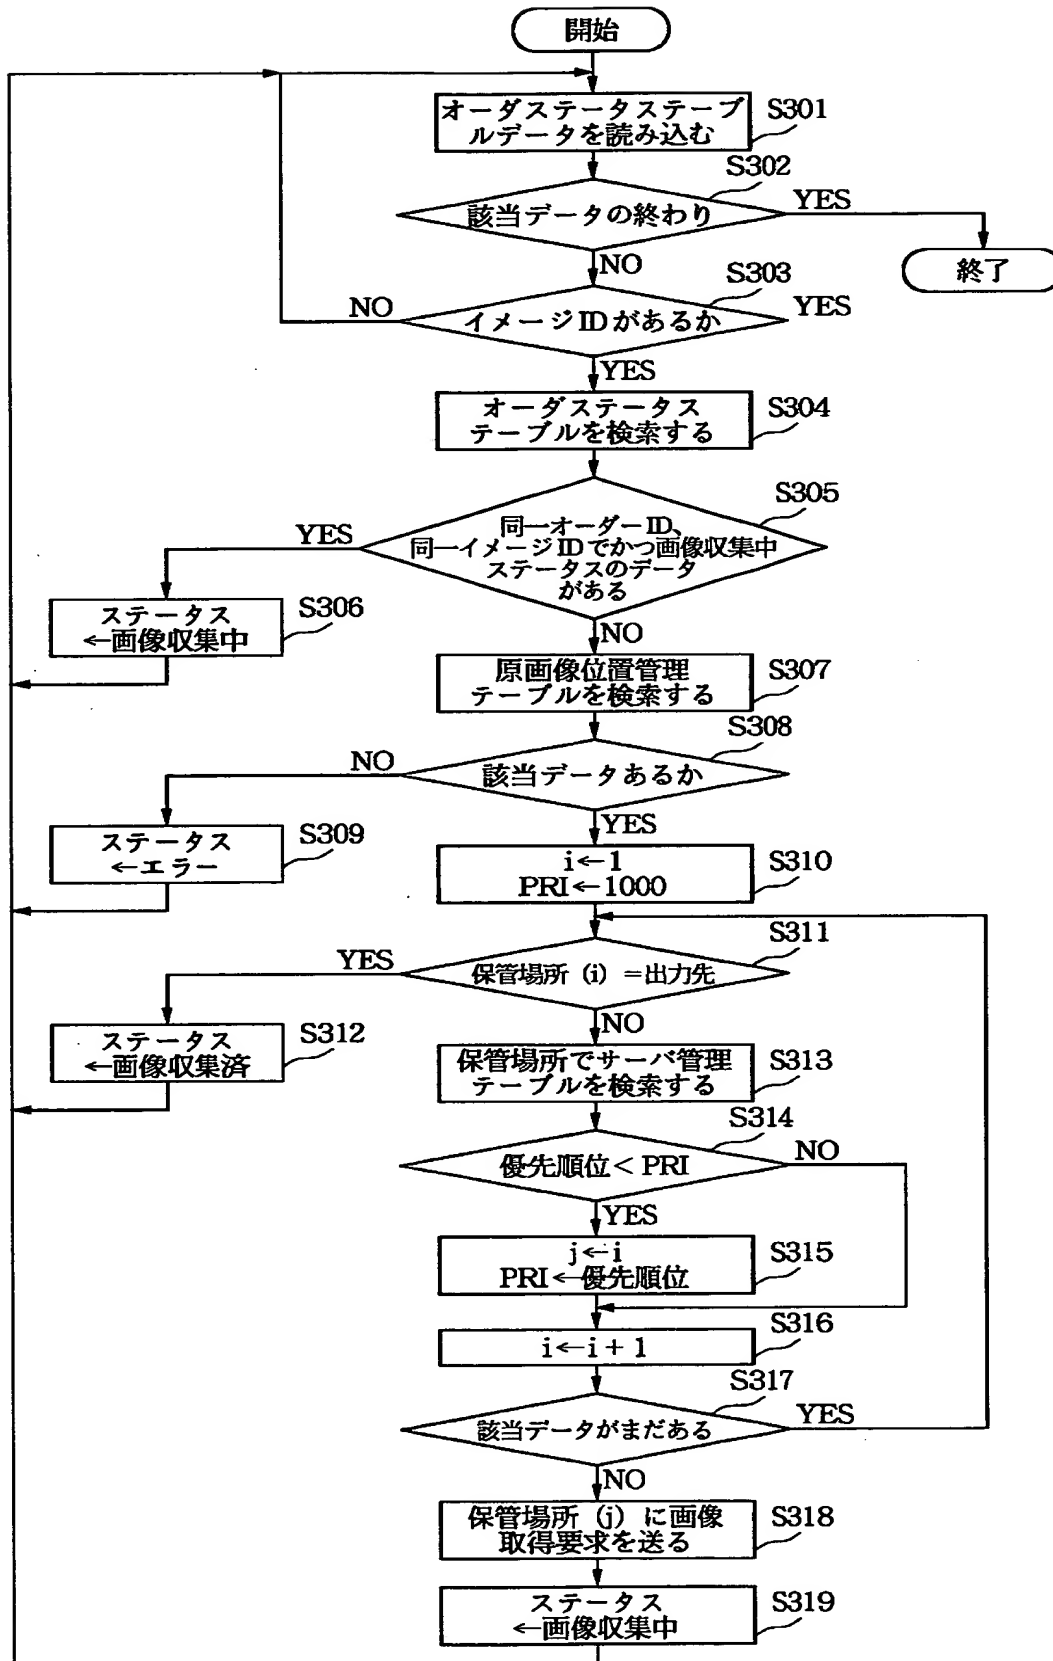 開始
オーダステータステーブ
ルデータを読み込む
S301
S302
該当データの終わり
YES
終了
NO
S303
NO
イメージIDがあるか
YES
YES
オーダステータス
テーブルを検索する
S304
S305
YES
同一オーダーID、
同一イメージIDでかつ画像収集中
ステータスのデータ
がある
ステータス
←画像収集中
S306
NO
原画像位置管理
テーブルを検索する
S307
S308
NO
該当データあるか
YES
ステータス
←エラー
S309
i←1
PRI←1000
S310
S311
YES
保管場所 (i) =出力先
NO
ステータス
←画像収集済
S312
保管場所でサーバ管理
テーブルを検索する
S313
S314
優先順位< PRI
NO
YES
j←i
PRI←優先順位
S315
i←i + 1
S316
S317
該当データがまだある
YES
NO
保管場所 (j) に画像
取得要求を送る
S318
ステータス
←画像収集中
S319